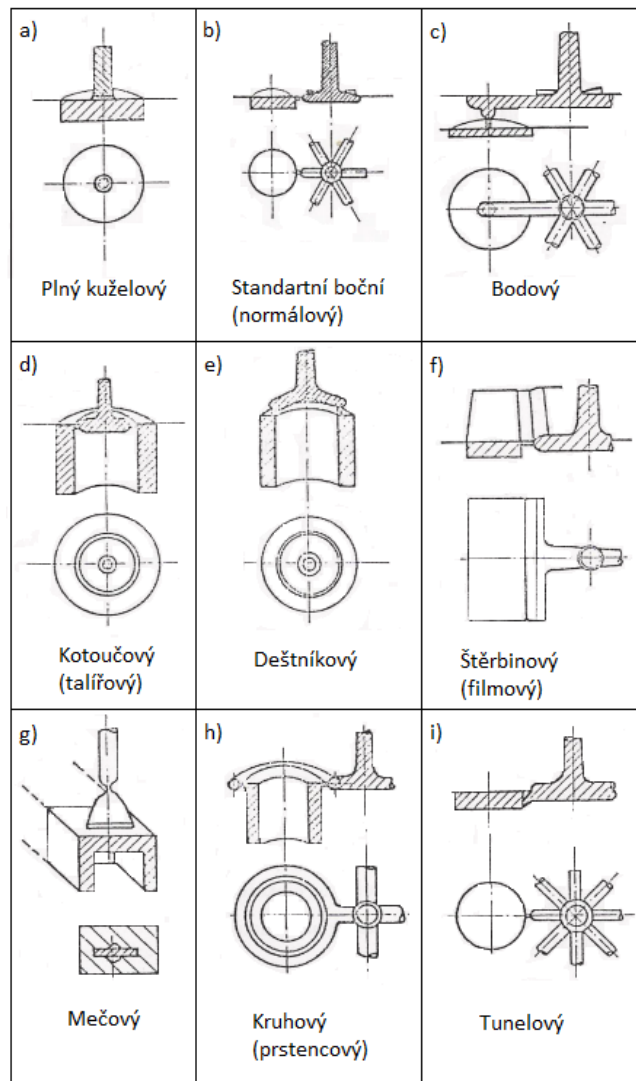 a)
Plný kuželový
b)
Standartní boční
(normálový)
c)
Bodový
d)
Kotoučový
(talířový)
e)
Deštníkový
f)
Štěrbinový
(filmový)
g)
Mečový
h)
Kruhový
(prstencový)
i)
Tunelový